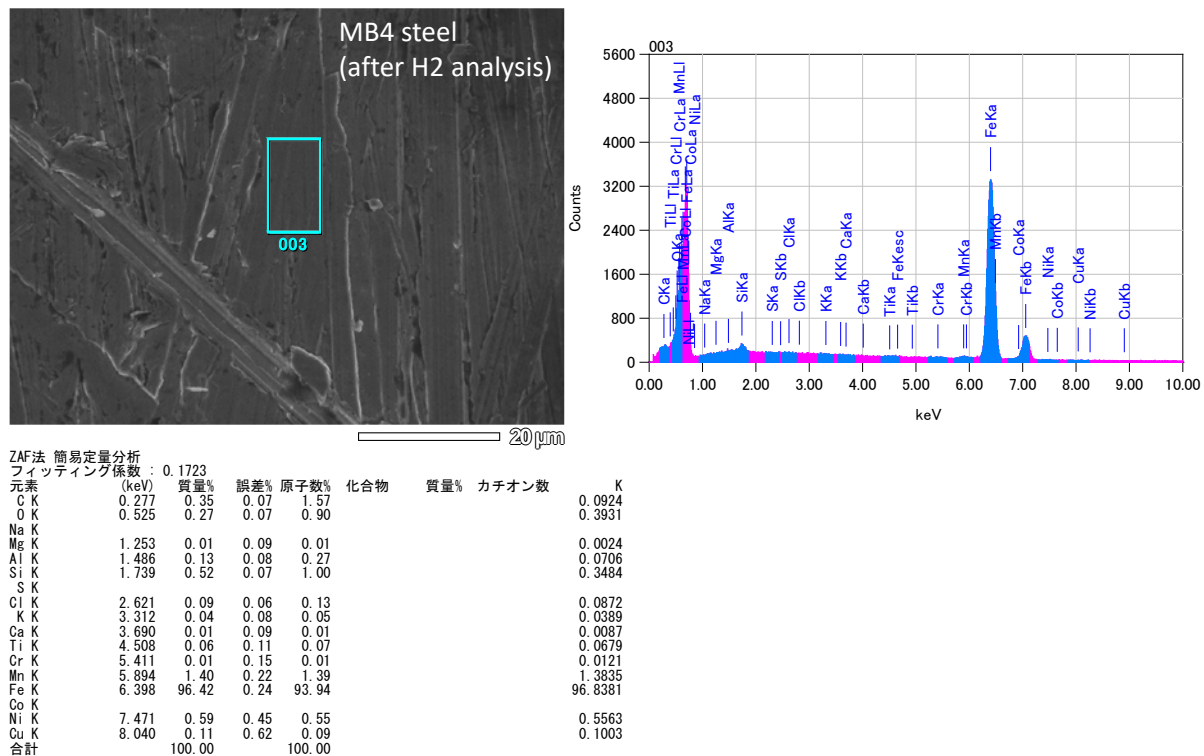 MB4 steel
(after H2 analysis)
003
20 μm
003
Counts
5600
4800
4000
3200
2400
1600
800
0
0.00 1.00 2.00 3.00 4.00 5.00 6.00 7.00 8.00 9.00 10.00
keV
CKa
OKa
TiLl TiLa CrLl CrLa MnLl
FeLl MnLa CoLl FeLa CoLa NiLa
NiLl
NaKa
MgKa
AlKa
SiKa
SKa
SKb
ClKa
ClKb
KKa
KKb
CaKa
CaKb
TiKa
FeKesc
TiKb
CrKa
CrKb
MnKa
FeKa
MnKb
CoKa
FeKb
NiKa
CoKb
CuKa
NiKb
CuKb
ZAF法 簡易定量分析
フィッティング係数 : 0.1723
元素 (keV) 質量% 誤差% 原子数% 化合物 質量% カチオン数 K
C K 0.277 0.35 0.07 1.57 0.0924
O K 0.525 0.27 0.07 0.90 0.3931
Na K
Mg K 1.253 0.01 0.09 0.01 0.0024
Al K 1.486 0.13 0.08 0.27 0.0706
Si K 1.739 0.52 0.07 1.00 0.3484
S K
Cl K 2.621 0.09 0.06 0.13 0.0872
K K 3.312 0.04 0.08 0.05 0.0389
Ca K 3.690 0.01 0.09 0.01 0.0087
Ti K 4.508 0.06 0.11 0.07 0.0679
Cr K 5.411 0.01 0.15 0.01 0.0121
Mn K 5.894 1.40 0.22 1.39 1.3835
Fe K 6.398 96.42 0.24 93.94 96.8381
Co K
Ni K 7.471 0.59 0.45 0.55 0.5563
Cu K 8.040 0.11 0.62 0.09 0.1003
合計 100.00 100.00